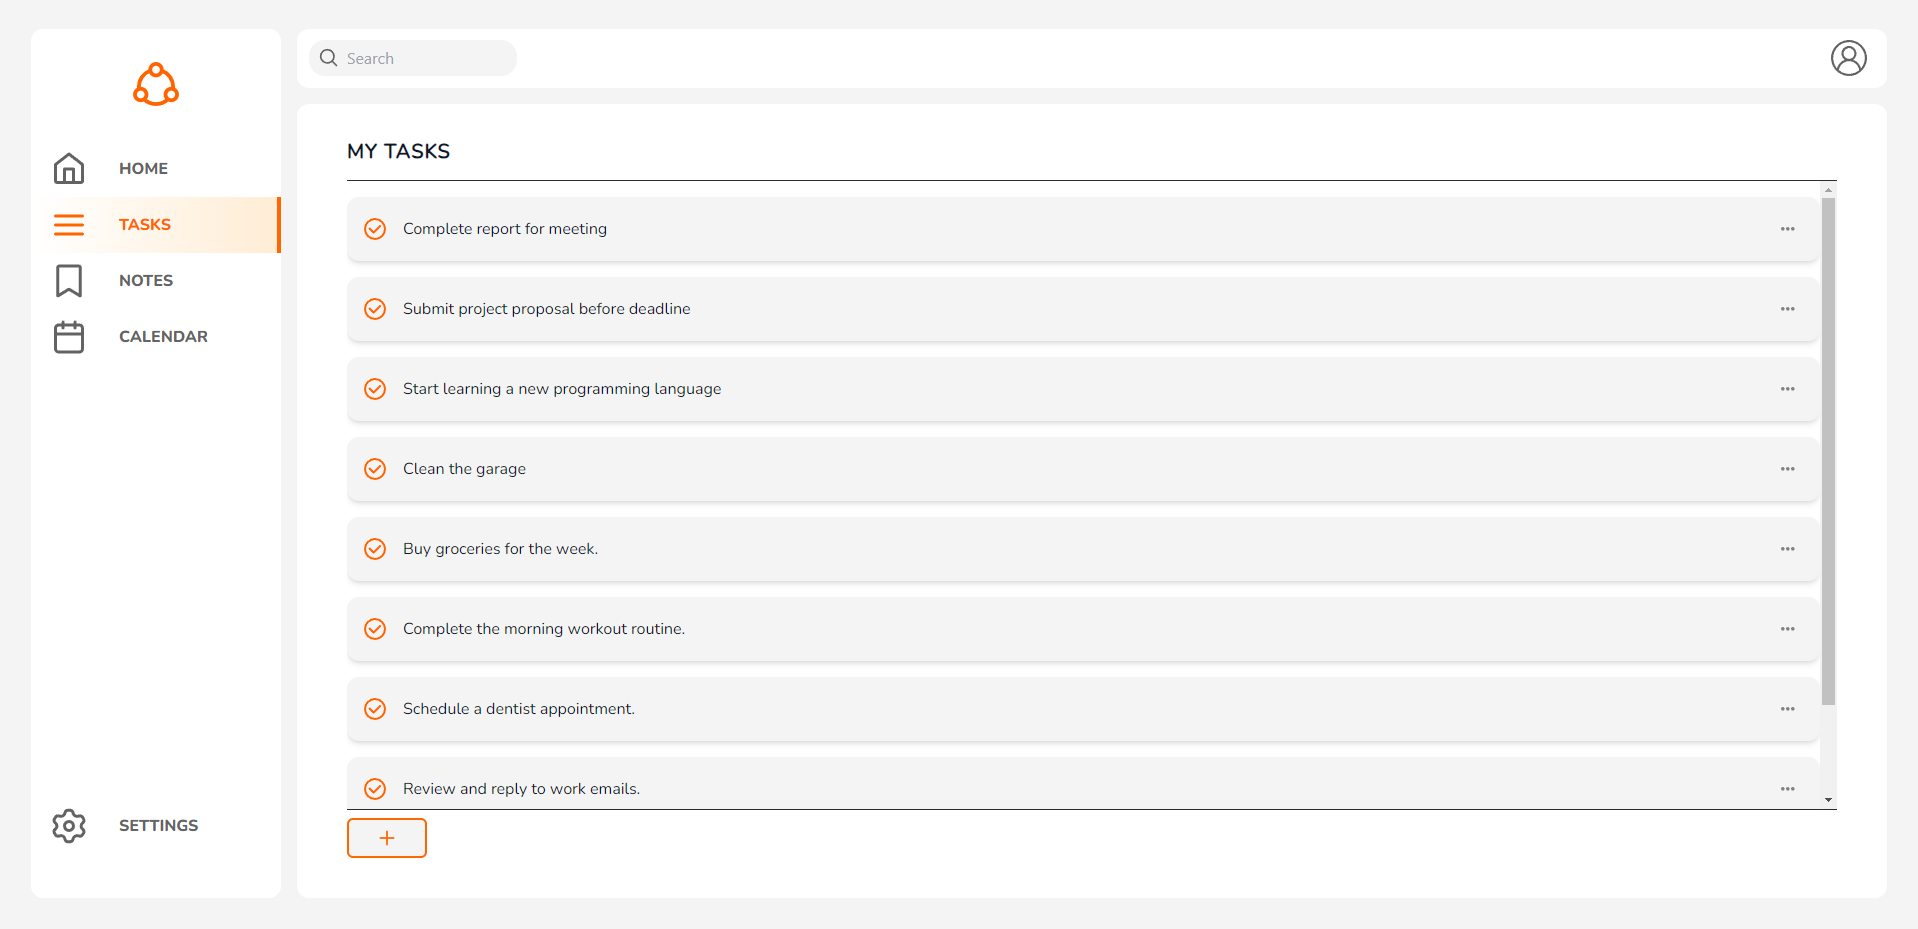 Search
HOME
TASKS
NOTES
CALENDAR
SETTINGS
MY TASKS
Complete report for meeting
Submit project proposal before deadline
Start learning a new programming language
Clean the garage
Buy groceries for the week.
Complete the morning workout routine.
Schedule a dentist appointment.
Review and reply to work emails.